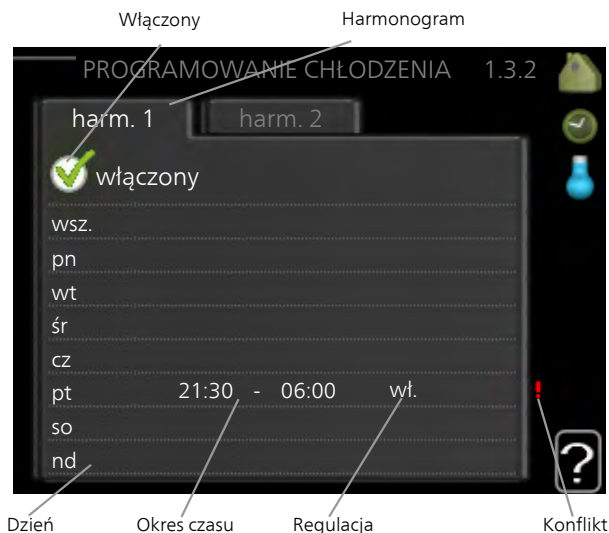 Włączony Harmonogram
PROGRAMOWANIE CHŁODZENIA 1.3.2
harm. 1 harm. 2
włączony
wsz.
pn
wt
śr
cz
pt 21:30 - 06:00 wł. !
so
nd
?
Dzień Okres czasu Regulacja Konflikt